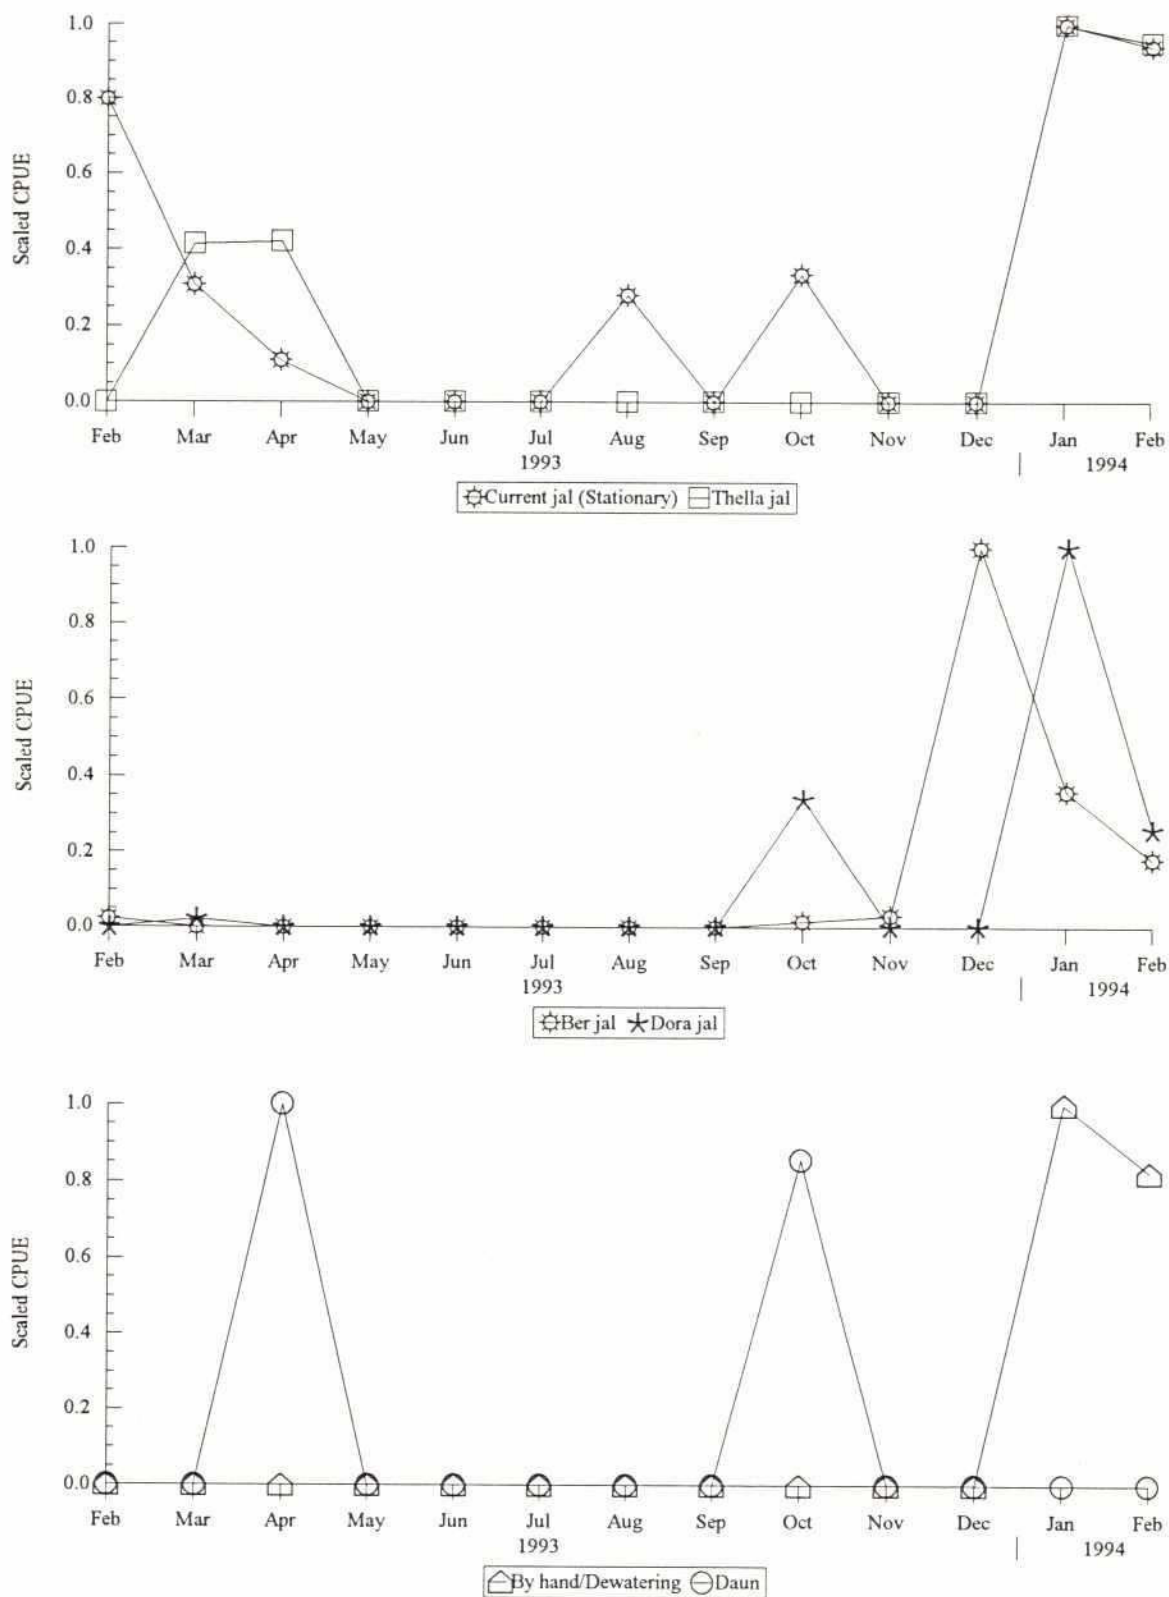 1.0
0.8
0.6
0.4
0.2
0.0
Scaled CPUE
Feb Mar Apr May Jun Jul Aug Sep Oct Nov Dec Jan Feb
1993 1994
Current jal (Stationary) Thella jal
1.0
0.8
0.6
0.4
0.2
0.0
Scaled CPUE
Feb Mar Apr May Jun Jul Aug Sep Oct Nov Dec Jan Feb
1993 1994
Ber jal Dora jal
1.0
0.8
0.6
0.4
0.2
0.0
Scaled CPUE
Feb Mar Apr May Jun Jul Aug Sep Oct Nov Dec Jan Feb
1993 1994
By hand/Dewatering Daun